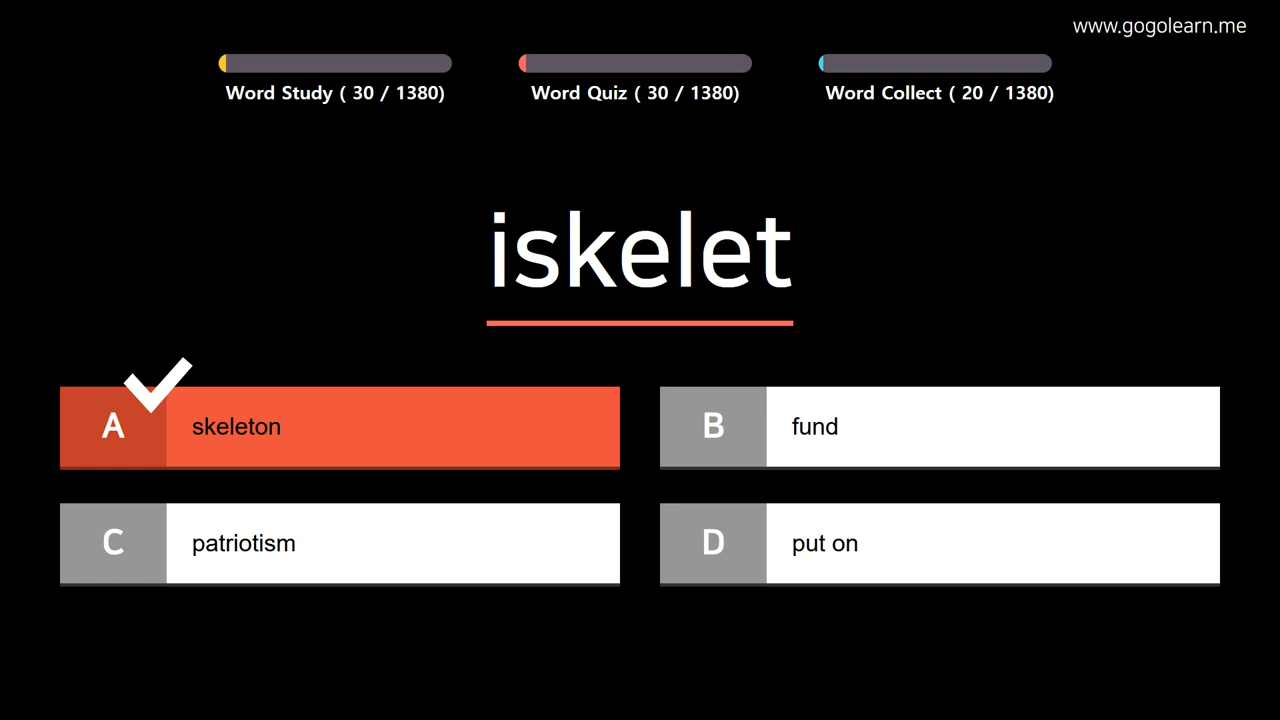 www.gogolearn.me
Word Study ( 30 / 1380)
Word Quiz ( 30 / 1380)
Word Collect ( 20 / 1380)
iskelet
A skeleton
B fund
C patriotism
D put on